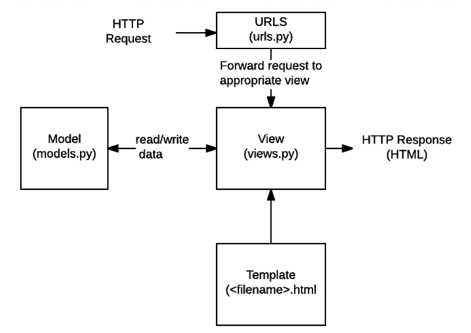 HTTP
Request
URLS
(urls.py)
Forward request to
appropriate view
Model
(models.py)
read/write
data
View
(views.py)
HTTP Response
(HTML)
Template
(<filename>.html